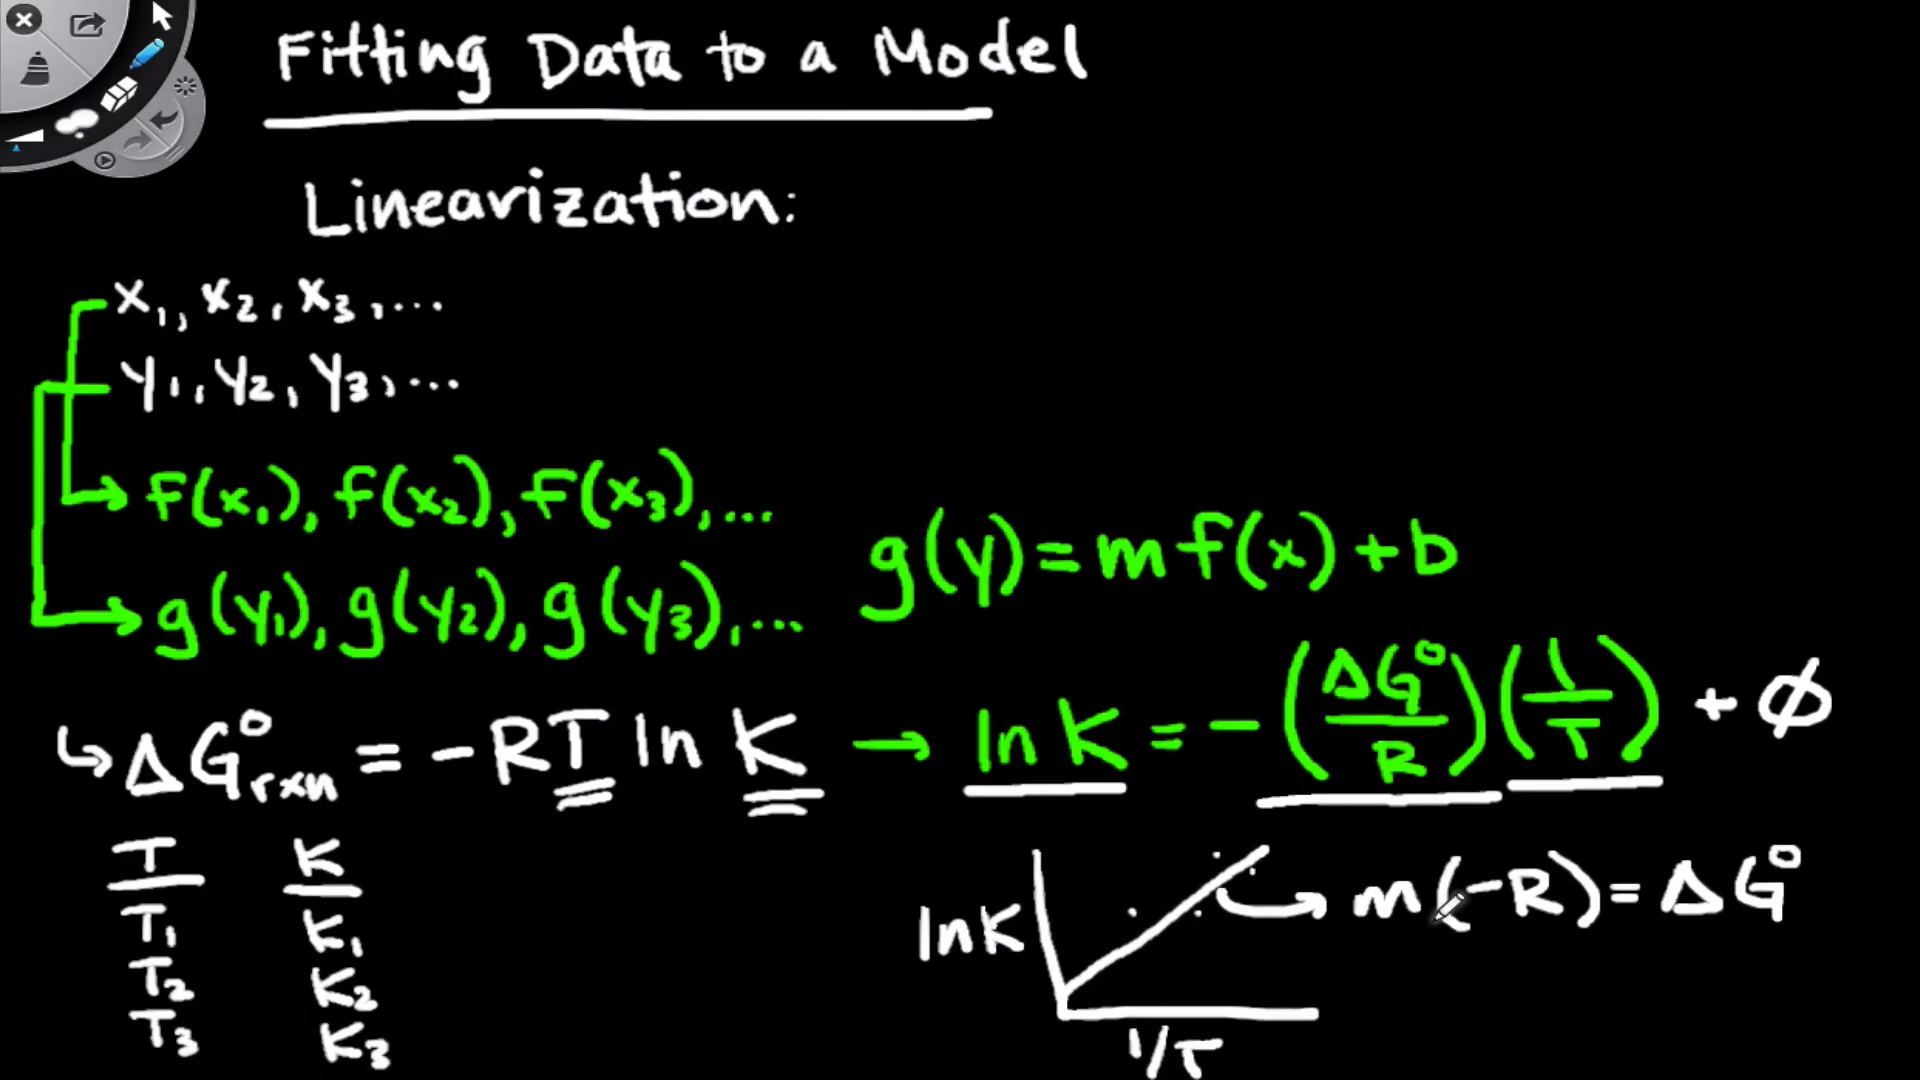 Fitting Data to a Model
Linearization:
x₁, x₂, x₃, ...
y₁, y₂, y₃, ...
f(x₁), f(x₂), f(x₃), ...
g(y₁), g(y₂), g(y₃), ...
g(y) = m f(x) + b
↳ ΔG°rxn = -RT ln K → ln K = -(ΔG°/R)(1/T) + ϕ
T K
T₁ K₁
T₂ K₂
T₃ K₃
ln K
m(-R) = ΔG°
1/T